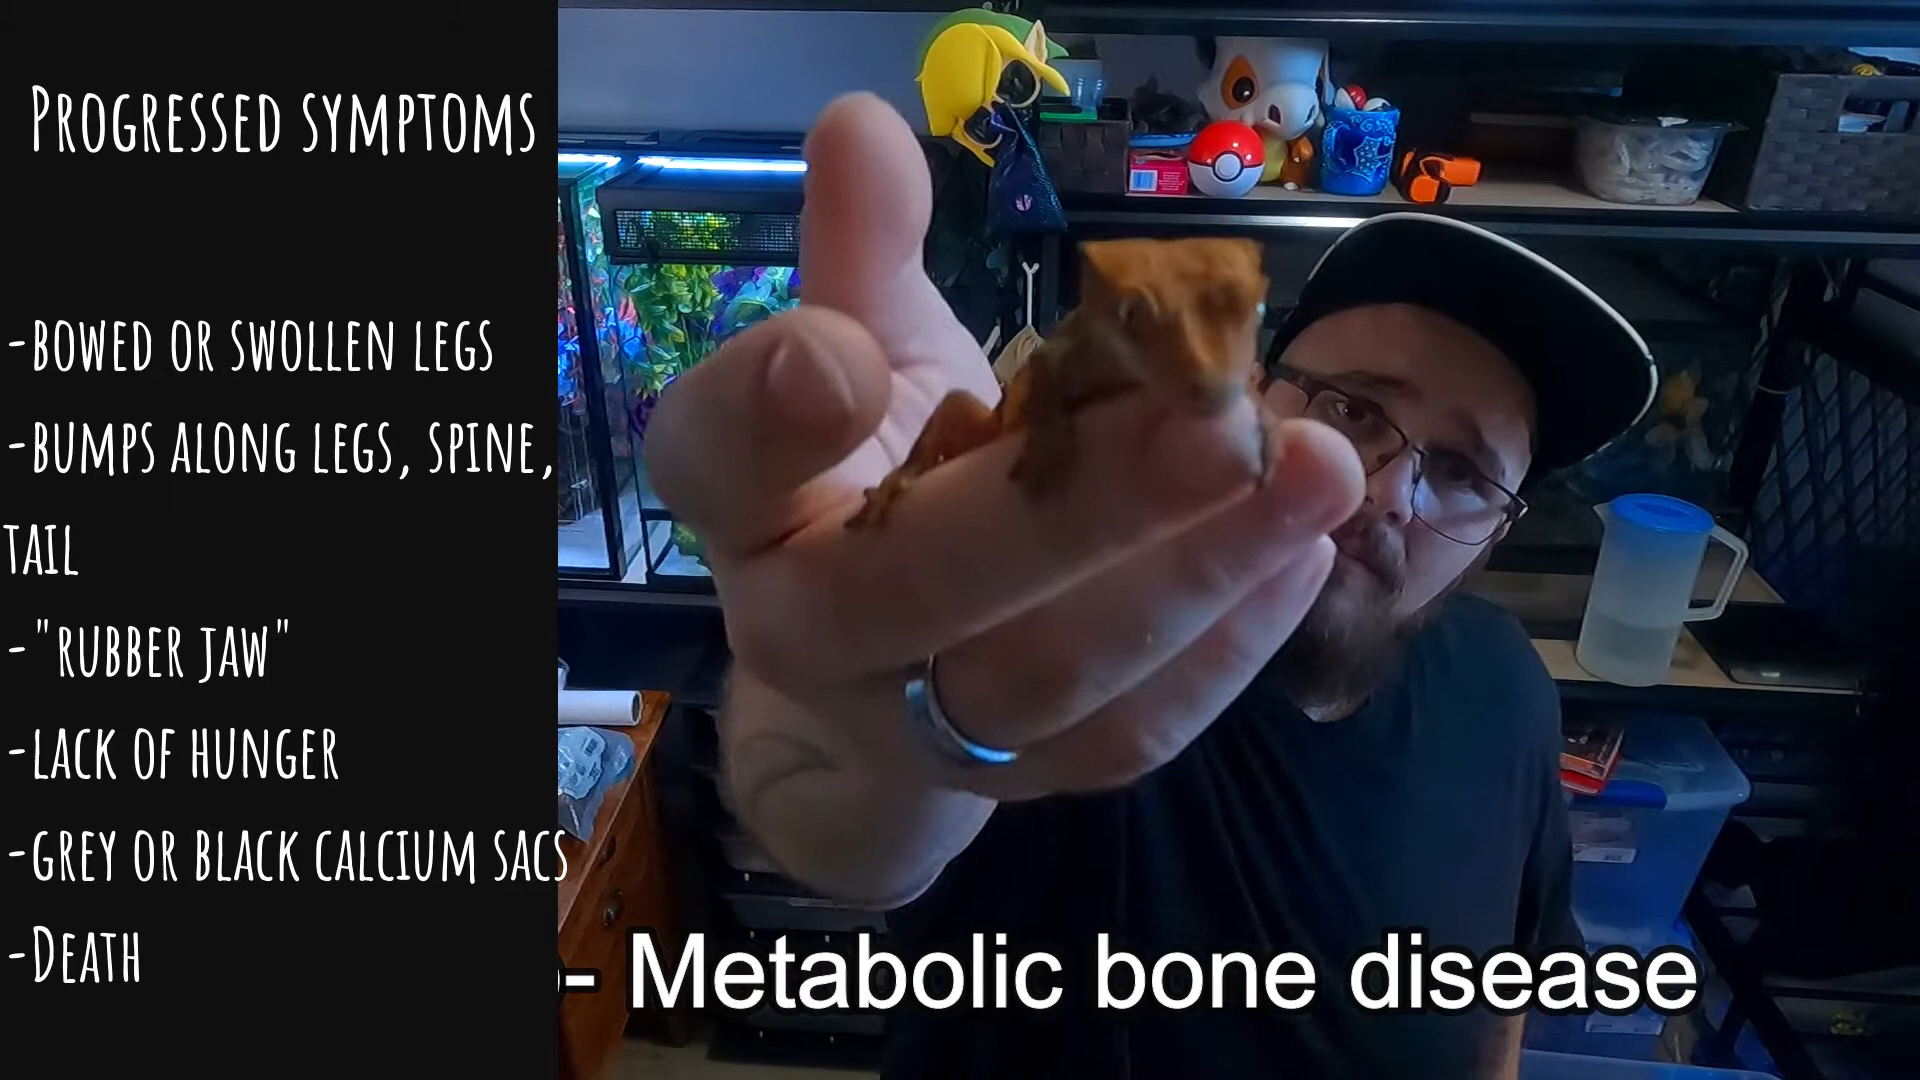 Progressed symptoms
-bowed or swollen legs
-bumps along legs, spine,
tail
-"rubber jaw"
-lack of hunger
-grey or black calcium sacs
-Death
- Metabolic bone disease